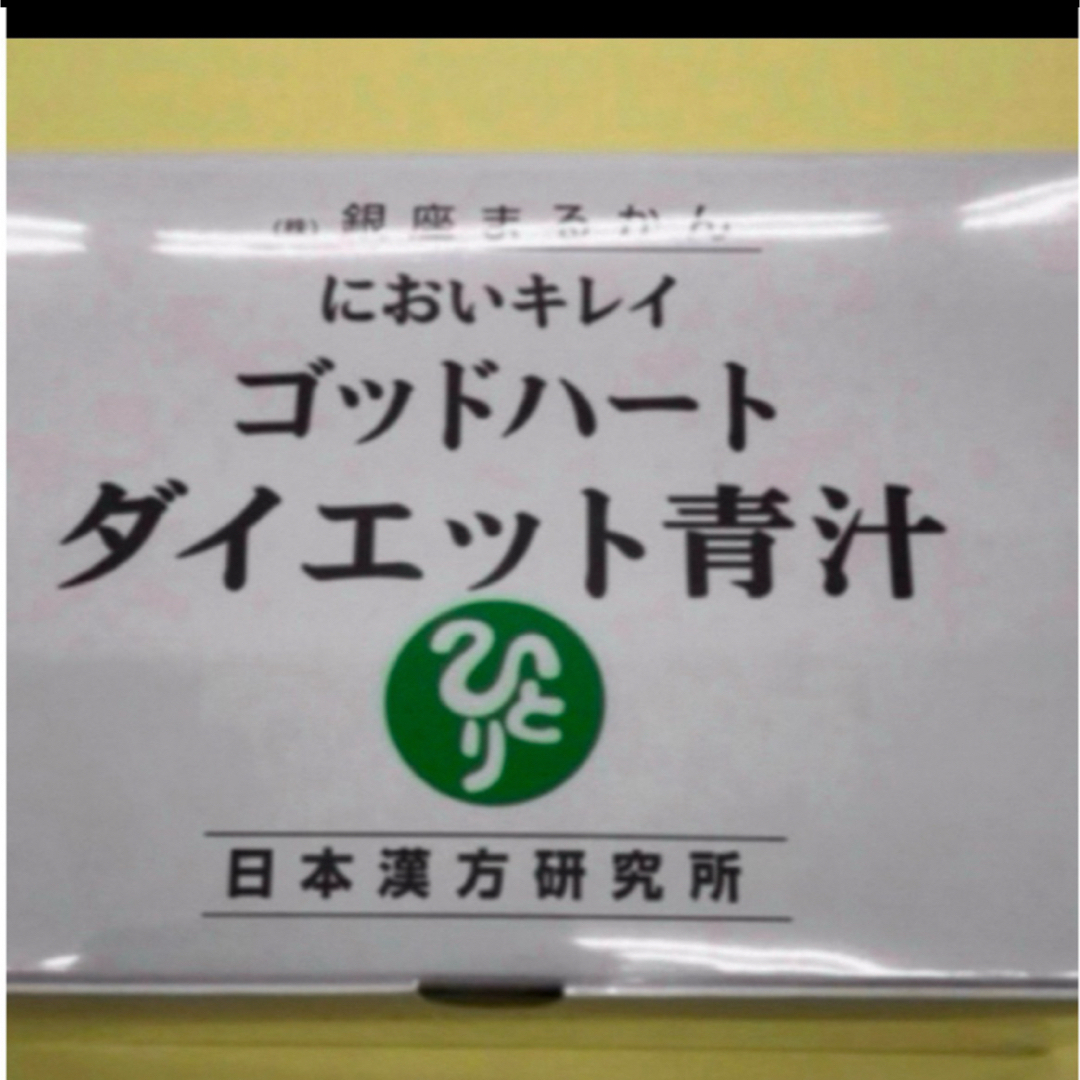 (株)銀座まるかん
においキレイ
ゴッドハート
ダイエット青汁
ひとり
日本漢方研究所